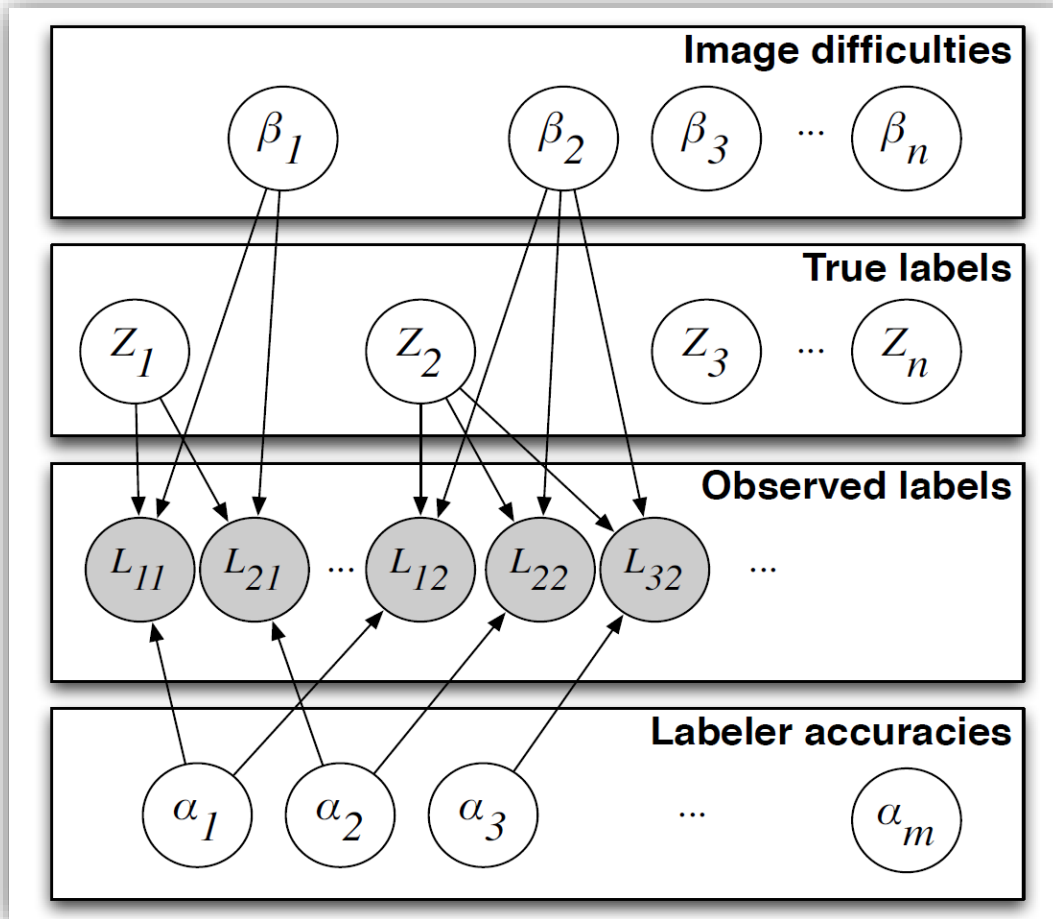 Image difficulties
β1 β2 β3 ... βn
True labels
Z1 Z2 Z3 ... Zn
Observed labels
L11 L21 ... L12 L22 L32 ...
Labeler accuracies
α1 α2 α3 ... αm